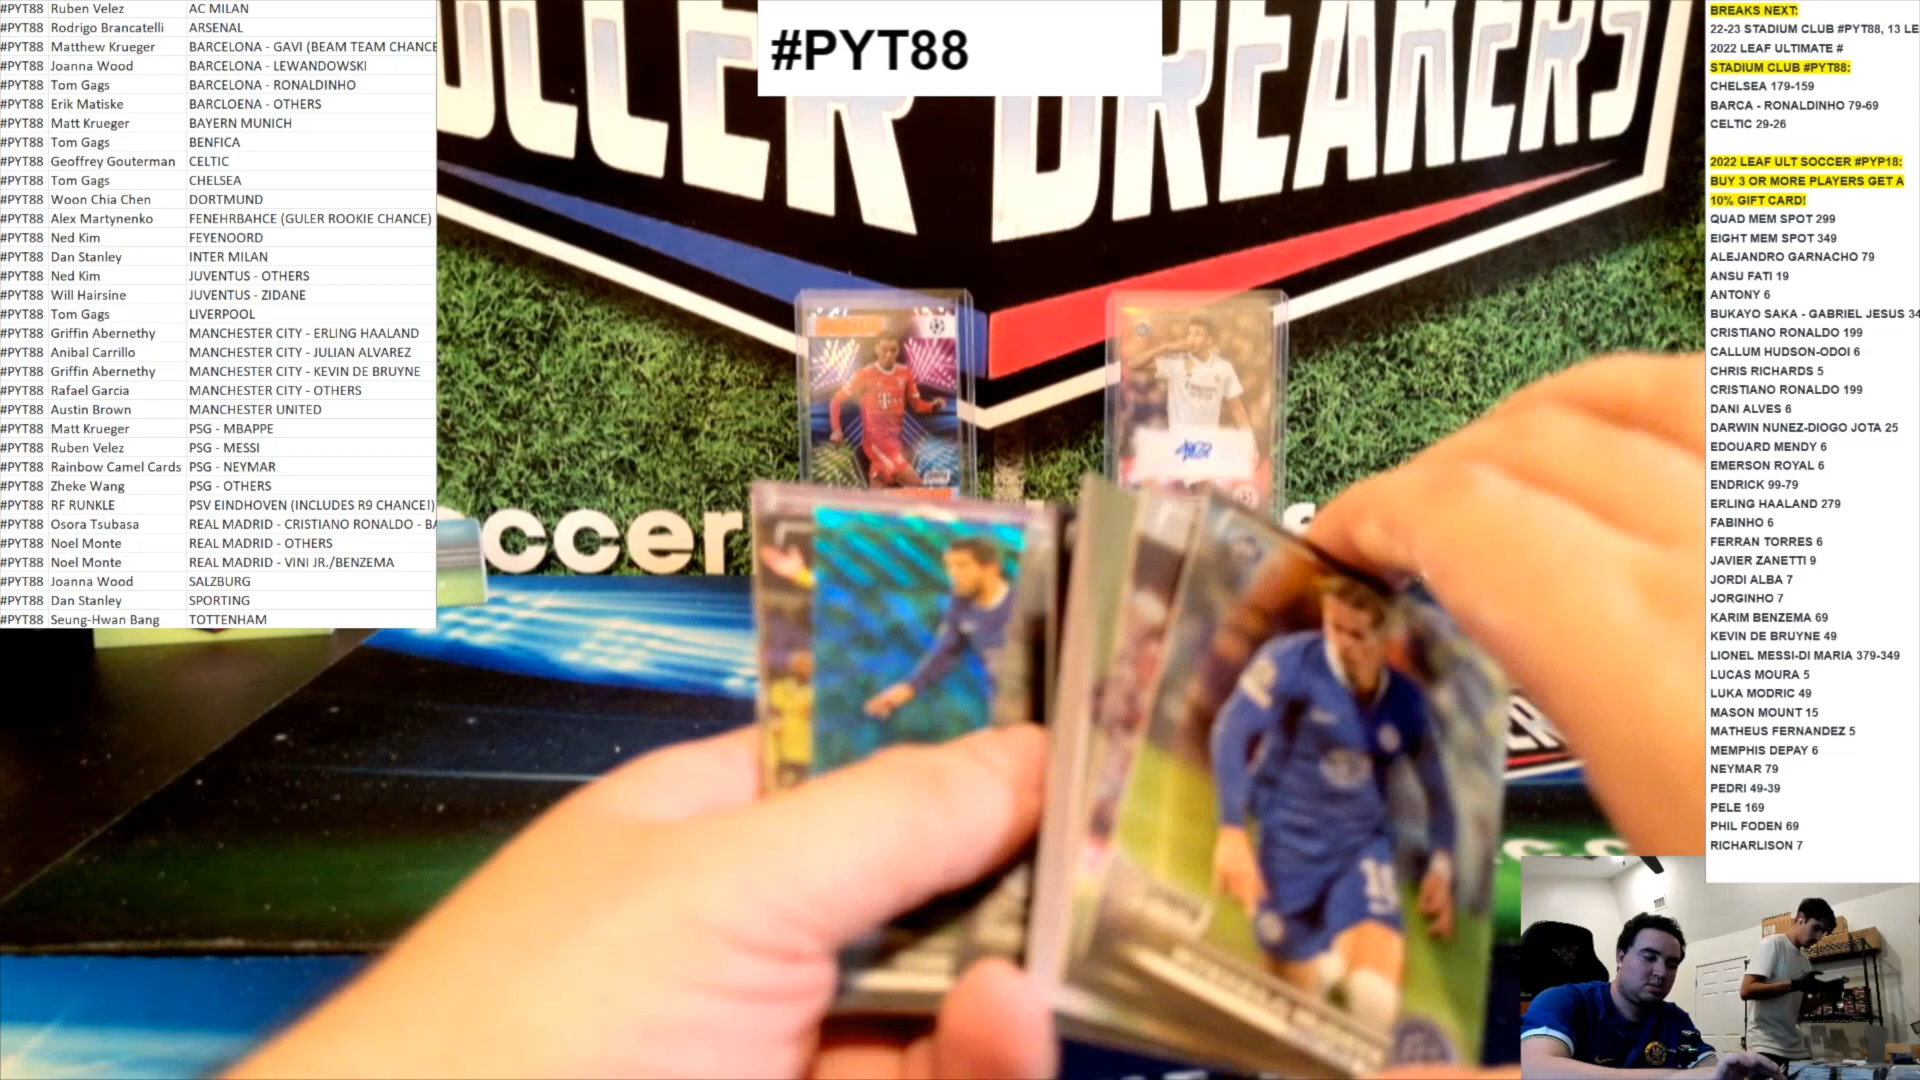 #PYT88 Ruben Velez AC MILAN
#PYT88 Rodrigo Brancatelli ARSENAL
#PYT88 Matthew Krueger BARCELONA - GAVI (BEAM TEAM CHANCE
#PYT88 Joanna Wood BARCELONA - LEWANDOWSKI
#PYT88 Tom Gags BARCELONA - RONALDINHO
#PYT88 Erik Matiske BARCLOENA - OTHERS
#PYT88 Matt Krueger BAYERN MUNICH
#PYT88 Tom Gags BENFICA
#PYT88 Geoffrey Gouterman CELTIC
#PYT88 Tom Gags CHELSEA
#PYT88 Woon Chia Chen DORTMUND
#PYT88 Alex Martynenko FENEHRBAHCE (GULER ROOKIE CHANCE)
#PYT88 Ned Kim FEYENOORD
#PYT88 Dan Stanley INTER MILAN
#PYT88 Ned Kim JUVENTUS - OTHERS
#PYT88 Will Hairsine JUVENTUS - ZIDANE
#PYT88 Tom Gags LIVERPOOL
#PYT88 Griffin Abernethy MANCHESTER CITY - ERLING HAALAND
#PYT88 Anibal Carrillo MANCHESTER CITY - JULIAN ALVAREZ
#PYT88 Griffin Abernethy MANCHESTER CITY - KEVIN DE BRUYNE
#PYT88 Rafael Garcia MANCHESTER CITY - OTHERS
#PYT88 Austin Brown MANCHESTER UNITED
#PYT88 Matt Krueger PSG - MBAPPE
#PYT88 Ruben Velez PSG - MESSI
#PYT88 Rainbow Camel Cards PSG - NEYMAR
#PYT88 Zheke Wang PSG - OTHERS
#PYT88 RF RUNKLE PSV EINDHOVEN (INCLUDES R9 CHANCE!)
#PYT88 Osora Tsubasa REAL MADRID - CRISTIANO RONALDO - BA
#PYT88 Noel Monte REAL MADRID - OTHERS
#PYT88 Noel Monte REAL MADRID - VINI JR./BENZEMA
#PYT88 Joanna Wood SALZBURG
#PYT88 Dan Stanley SPORTING
#PYT88 Seung-Hwan Bang TOTTENHAM
#PYT88
OCCER BREAKERS
occer
BREAKS NEXT:
22-23 STADIUM CLUB #PYT88, 13 LE
2022 LEAF ULTIMATE #
STADIUM CLUB #PYT88:
CHELSEA 179-159
BARCA - RONALDINHO 79-69
CELTIC 29-26
2022 LEAF ULT SOCCER #PYP18:
BUY 3 OR MORE PLAYERS GET A
10% GIFT CARD!
QUAD MEM SPOT 299
EIGHT MEM SPOT 349
ALEJANDRO GARNACHO 79
ANSU FATI 19
ANTONY 6
BUKAYO SAKA - GABRIEL JESUS 34
CRISTIANO RONALDO 199
CALLUM HUDSON-ODOI 6
CHRIS RICHARDS 5
CRISTIANO RONALDO 199
DANI ALVES 6
DARWIN NUNEZ-DIOGO JOTA 25
EDOUARD MENDY 6
EMERSON ROYAL 6
ENDRICK 99-79
ERLING HAALAND 279
FABINHO 6
FERRAN TORRES 6
JAVIER ZANETTI 9
JORDI ALBA 7
JORGINHO 7
KARIM BENZEMA 69
KEVIN DE BRUYNE 49
LIONEL MESSI-DI MARIA 379-349
LUCAS MOURA 5
LUKA MODRIC 49
MASON MOUNT 15
MATHEUS FERNANDEZ 5
MEMPHIS DEPAY 6
NEYMAR 79
PEDRI 49-39
PELE 169
PHIL FODEN 69
RICHARLISON 7